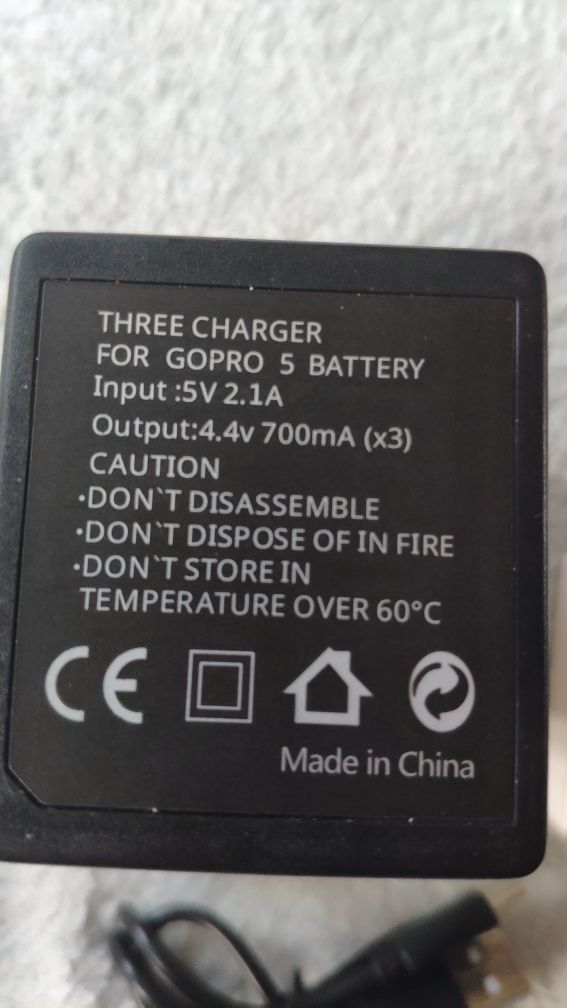 THREE CHARGER
FOR GOPRO 5 BATTERY
Input :5V 2.1A
Output:4.4v 700mA (x3)
CAUTION
·DON`T DISASSEMBLE
·DON`T DISPOSE OF IN FIRE
·DON`T STORE IN
TEMPERATURE OVER 60°C
CE
Made in China